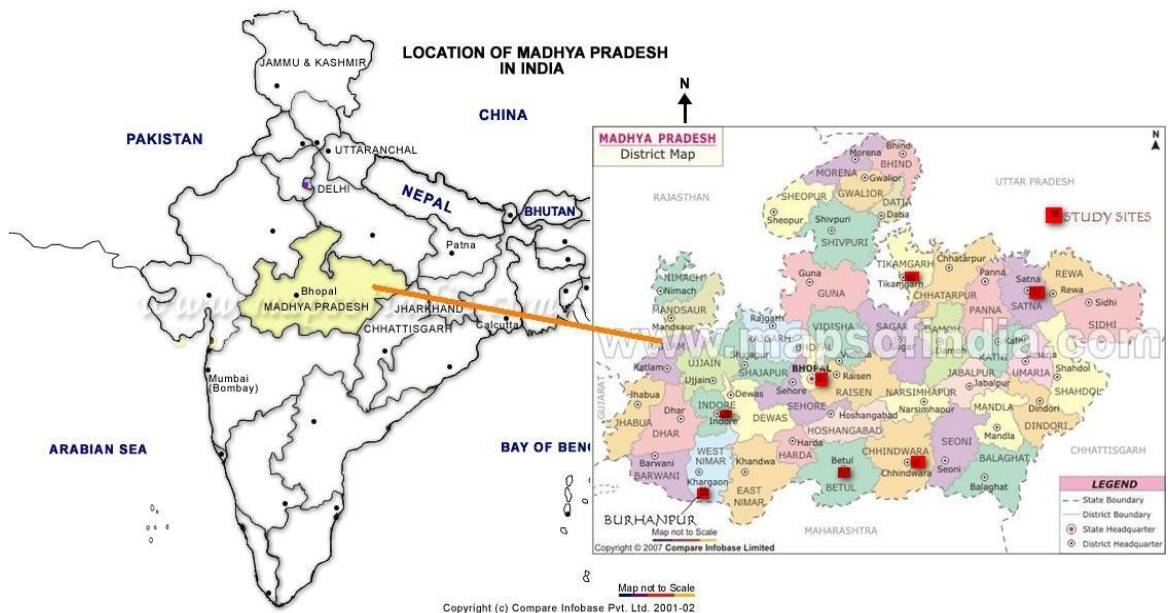 LOCATION OF MADHYA PRADESH
IN INDIA
JAMMU & KASHMIR
CHINA
PAKISTAN
UTTARANCHAL
DELHI
NEPAL
BHUTAN
Patna
Bhopal
MADHYA PRADESH
JHARKHAND
CHHATTISGARH
Calcutta
Mumbai
(Bombay)
ARABIAN SEA
BAY OF BENG
Map not to Scale
Copyright (c) Compare Infobase Pvt. Ltd. 2001-02
N
MADHYA PRADESH
District Map
N
RAJASTHAN
UTTAR PRADESH
STUDY SITES
Bhind
BHIND
Morena
MORENA
Gwalior
GWALIOR
SHEOPUR
Sheopur
DATIA
Datia
Shivpuri
SHIVPURI
TIKAMGARH
Tikamgarh
Chhatarpur
CHHATARPUR
Panna
PANNA
Satna
SATNA
REWA
Rewa
Sidhi
SIDHI
NIMACH
Nimach
MANDSAUR
Mandsaur
Guna
GUNA
Rajgarh
RAJGARH
VIDISHA
Vidisha
SAGAR
DAMOH
Damoh
Katni
KATNI
UMARIA
Shahdol
SHAHDOL
www.mapsofindia.com
Ratlam
UJJAIN
Ujjain
Shajapur
SHAJAPUR
BHOPAL
BHOPAL
Sehore
SEHORE
Raisen
RAISEN
NARSIMHAPUR
Narsimhapur
JABALPUR
Jabalpur
MANDLA
Mandla
Dindori
DINDORI
GUJARAT
Jhabua
JHABUA
Dhar
DHAR
INDORE
Indore
Dewas
DEWAS
Hoshangabad
HOSHANGABAD
Harda
HARDA
Barwani
BARWANI
WEST
NIMAR
Khargaon
Khandwa
EAST
NIMAR
Betul
BETUL
CHHINDWARA
Chhindwara
SEONI
Seoni
BALAGHAT
Balaghat
CHHATTISGARH
BURHANPUR
MAHARASHTRA
Map not to Scale
Copyright © 2007 Compare Infobase Limited
LEGEND
State Boundary
District Boundary
State Headquarter
District Headquarter